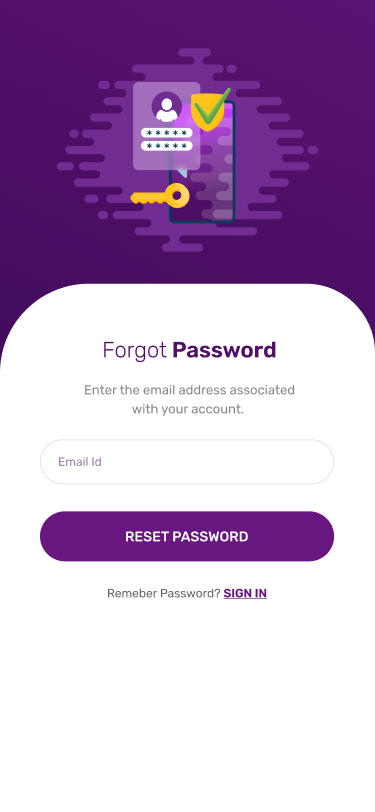 *****
*****
Forgot Password
Enter the email address associated
with your account.
Email Id
RESET PASSWORD
Remeber Password? SIGN IN